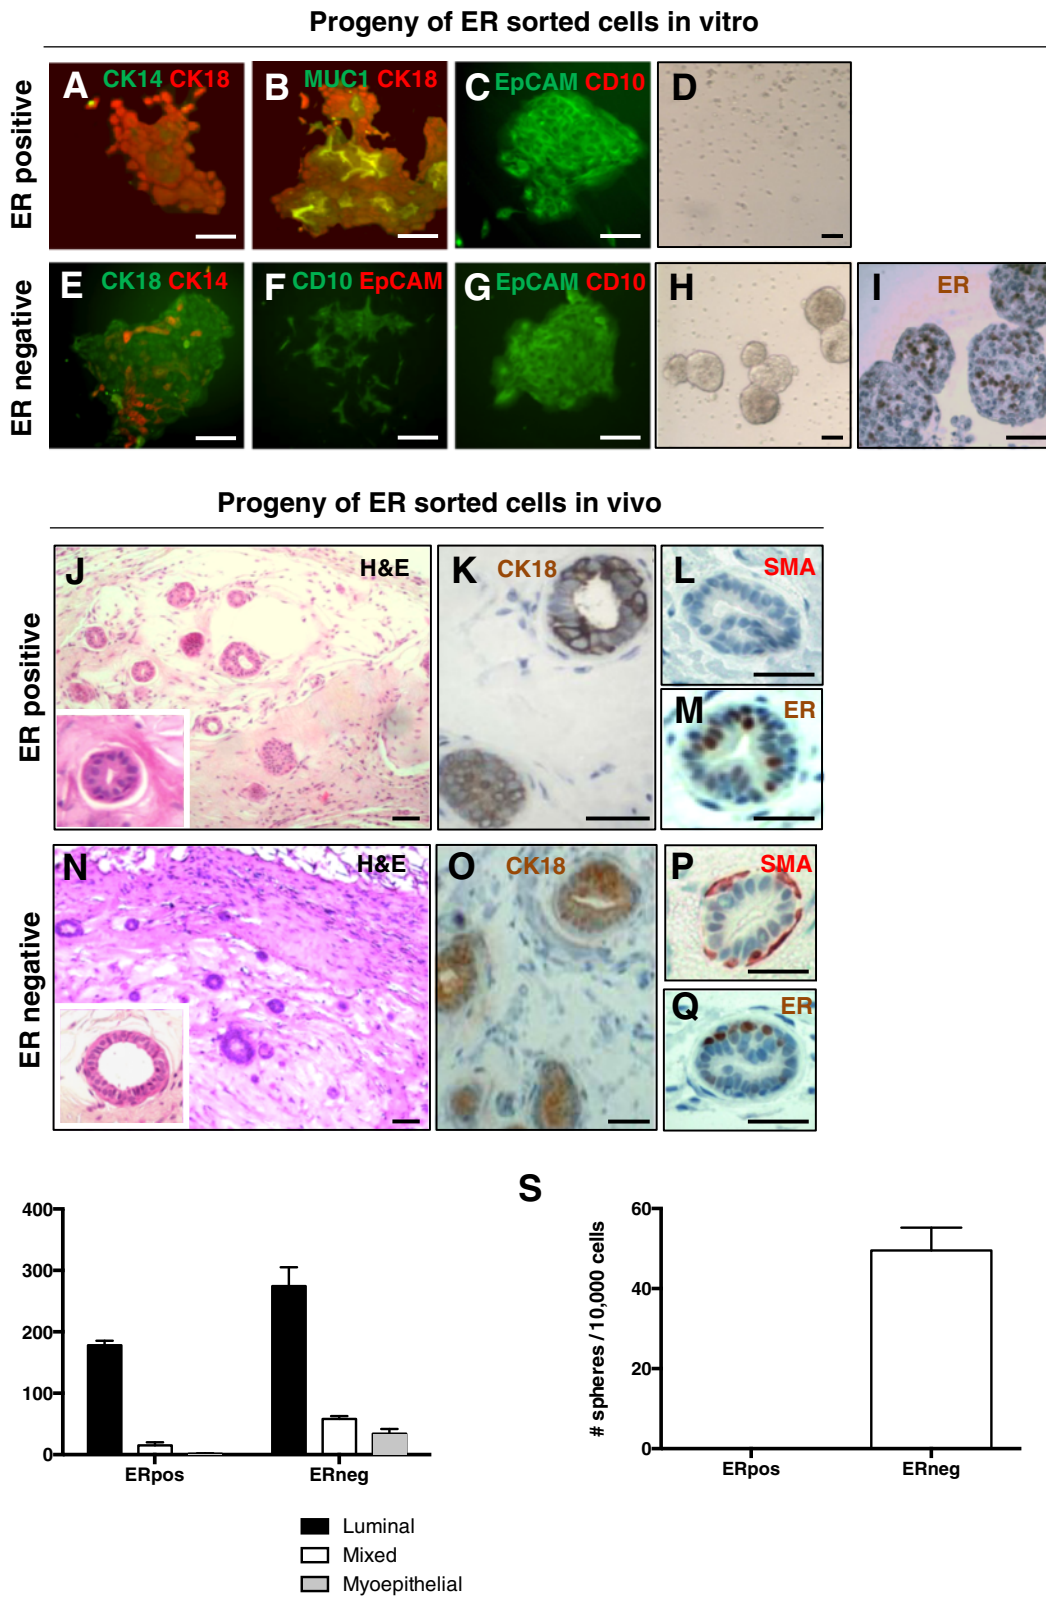 Progeny of ER sorted cells in vitro
ER positive
A CK14 CK18
B MUC1 CK18
C EpCAM CD10
D
ER negative
E CK18 CK14
F CD10 EpCAM
G EpCAM CD10
H
I ER
Progeny of ER sorted cells in vivo
ER positive
J H&E
K CK18
L SMA
M ER
ER negative
N H&E
O CK18
P SMA
Q ER
400
300
200
100
0
ERpos ERneg
Luminal
Mixed
Myoepithelial
S
# spheres / 10,000 cells
60
40
20
0
ERpos ERneg